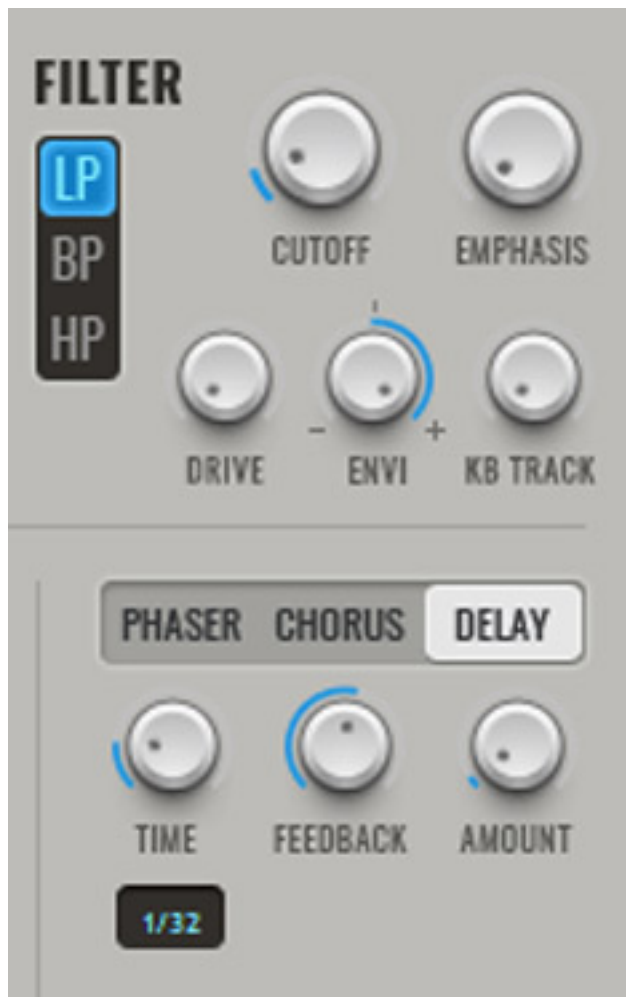 FILTER
LP
BP
HP
CUTOFF EMPHASIS
- +
DRIVE ENVI KB TRACK
PHASER CHORUS DELAY
TIME FEEDBACK AMOUNT
1/32